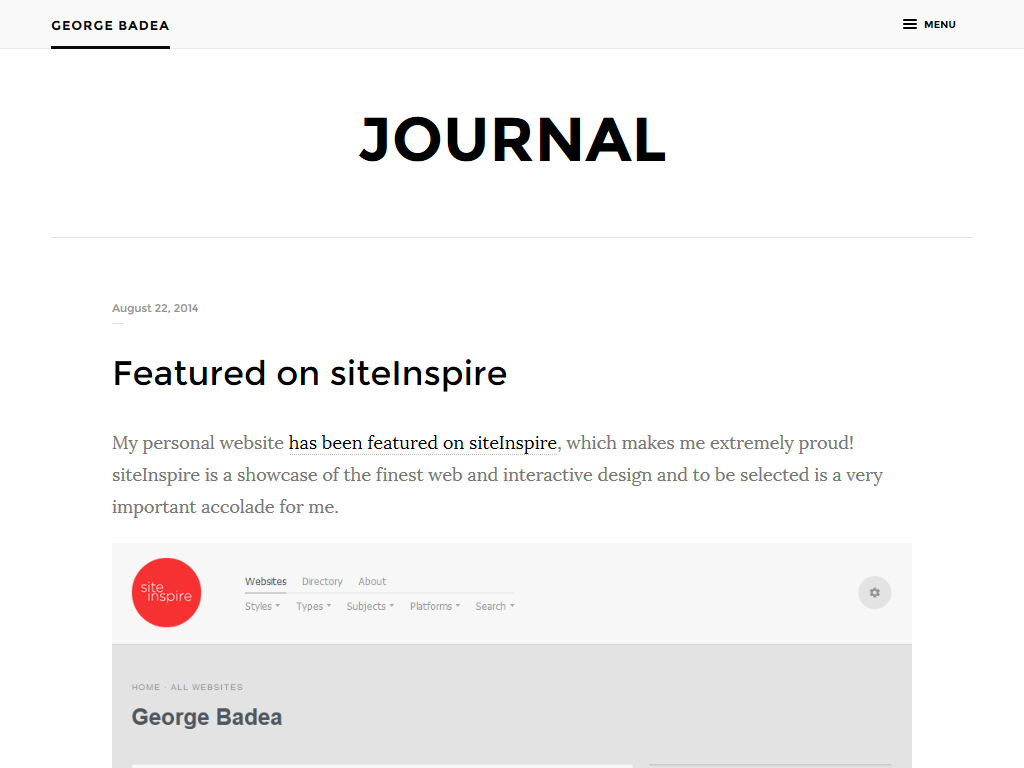 GEORGE BADEA
MENU
JOURNAL
August 22, 2014
Featured on siteInspire
My personal website has been featured on siteInspire, which makes me extremely proud!
siteInspire is a showcase of the finest web and interactive design and to be selected is a very
important accolade for me.
site
inspire
Websites Directory About
Styles Types Subjects Platforms Search
HOME · ALL WEBSITES
George Badea